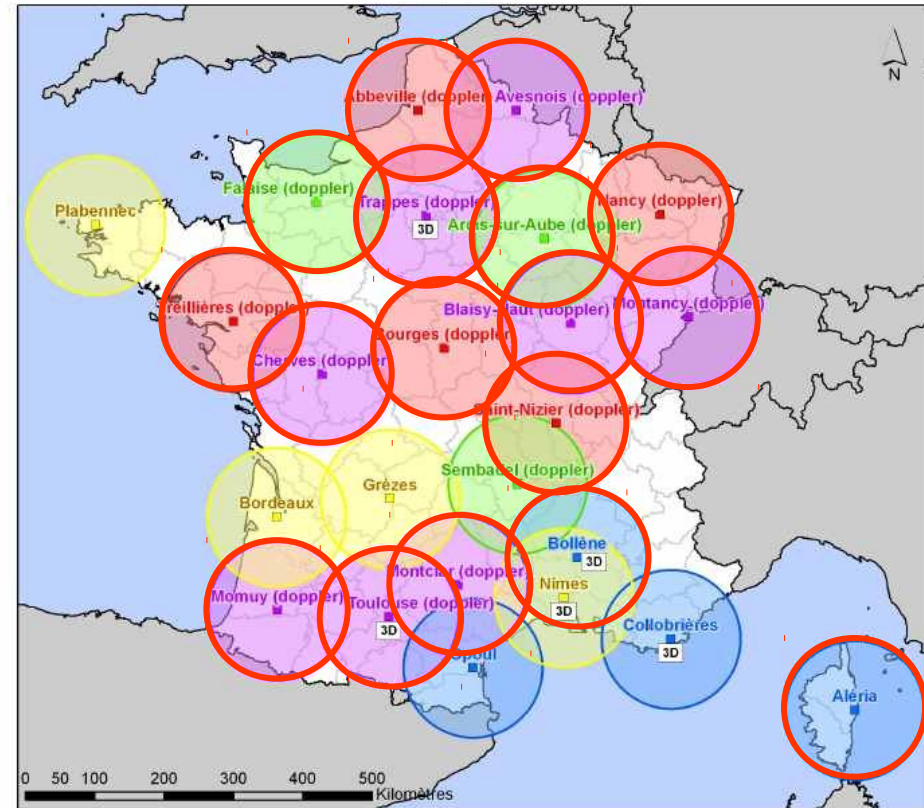 Abbeville (doppler
Avesnois (doppler)
N
Falaise (doppler)
Trappes (doppler)
3D
Arcis-sur-Aube (doppler)
Nancy (doppler)
Plabennec
Treillières (doppler)
Bourges (doppler)
Blaisy-Haut (doppler)
Montancy (doppler)
Cherves (doppler
Saint-Nizier (doppler)
Sembadel (doppler)
Grèzes
Bordeaux
Bollène
3D
Nîmes
3D
Montclar (doppler)
Momuy (doppler)
Toulouse (doppler)
3D
Collobrières
3D
Opoul
Aléria
0 50 100 200 300 400 500
Kilomètres